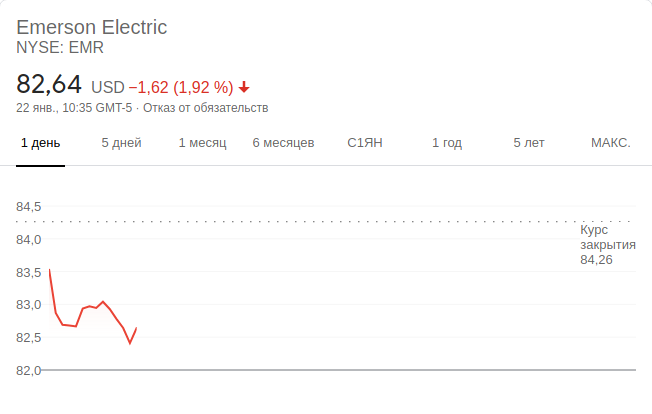 Emerson Electric
NYSE: EMR
82,64 USD −1,62 (1,92 %)
22 янв., 10:35 GMT-5 · Отказ от обязательств
1 день 5 дней 1 месяц 6 месяцев С1ЯН 1 год 5 лет МАКС.
84,5
84,0
83,5
83,0
82,5
82,0
Курс
закрытия
84,26